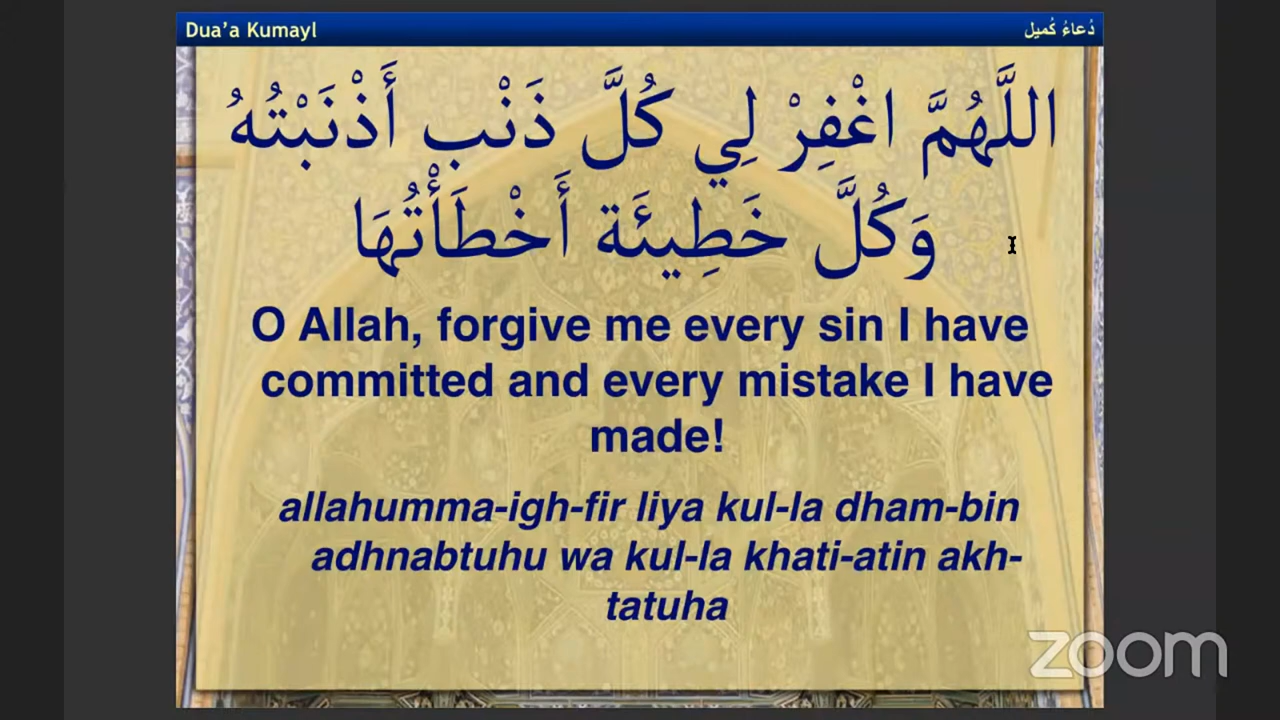 Dua’a Kumayl
دُعاءُ كُميل
اللَّهُمَّ اغْفِرْ لِي كُلَّ ذَنْب أَذْنَبْتُهُ
وَكُلَّ خَطِيئَة أَخْطَأْتُهَا
O Allah, forgive me every sin I have
committed and every mistake I have
made!
allahumma-igh-fir liya kul-la dham-bin
adhnabtuhu wa kul-la khati-atin akh-
tatuha
zoom